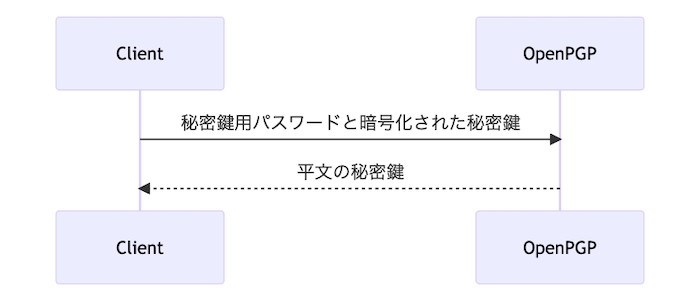 Client
OpenPGP
秘密鍵用パスワードと暗号化された秘密鍵
平文の秘密鍵
Client
OpenPGP